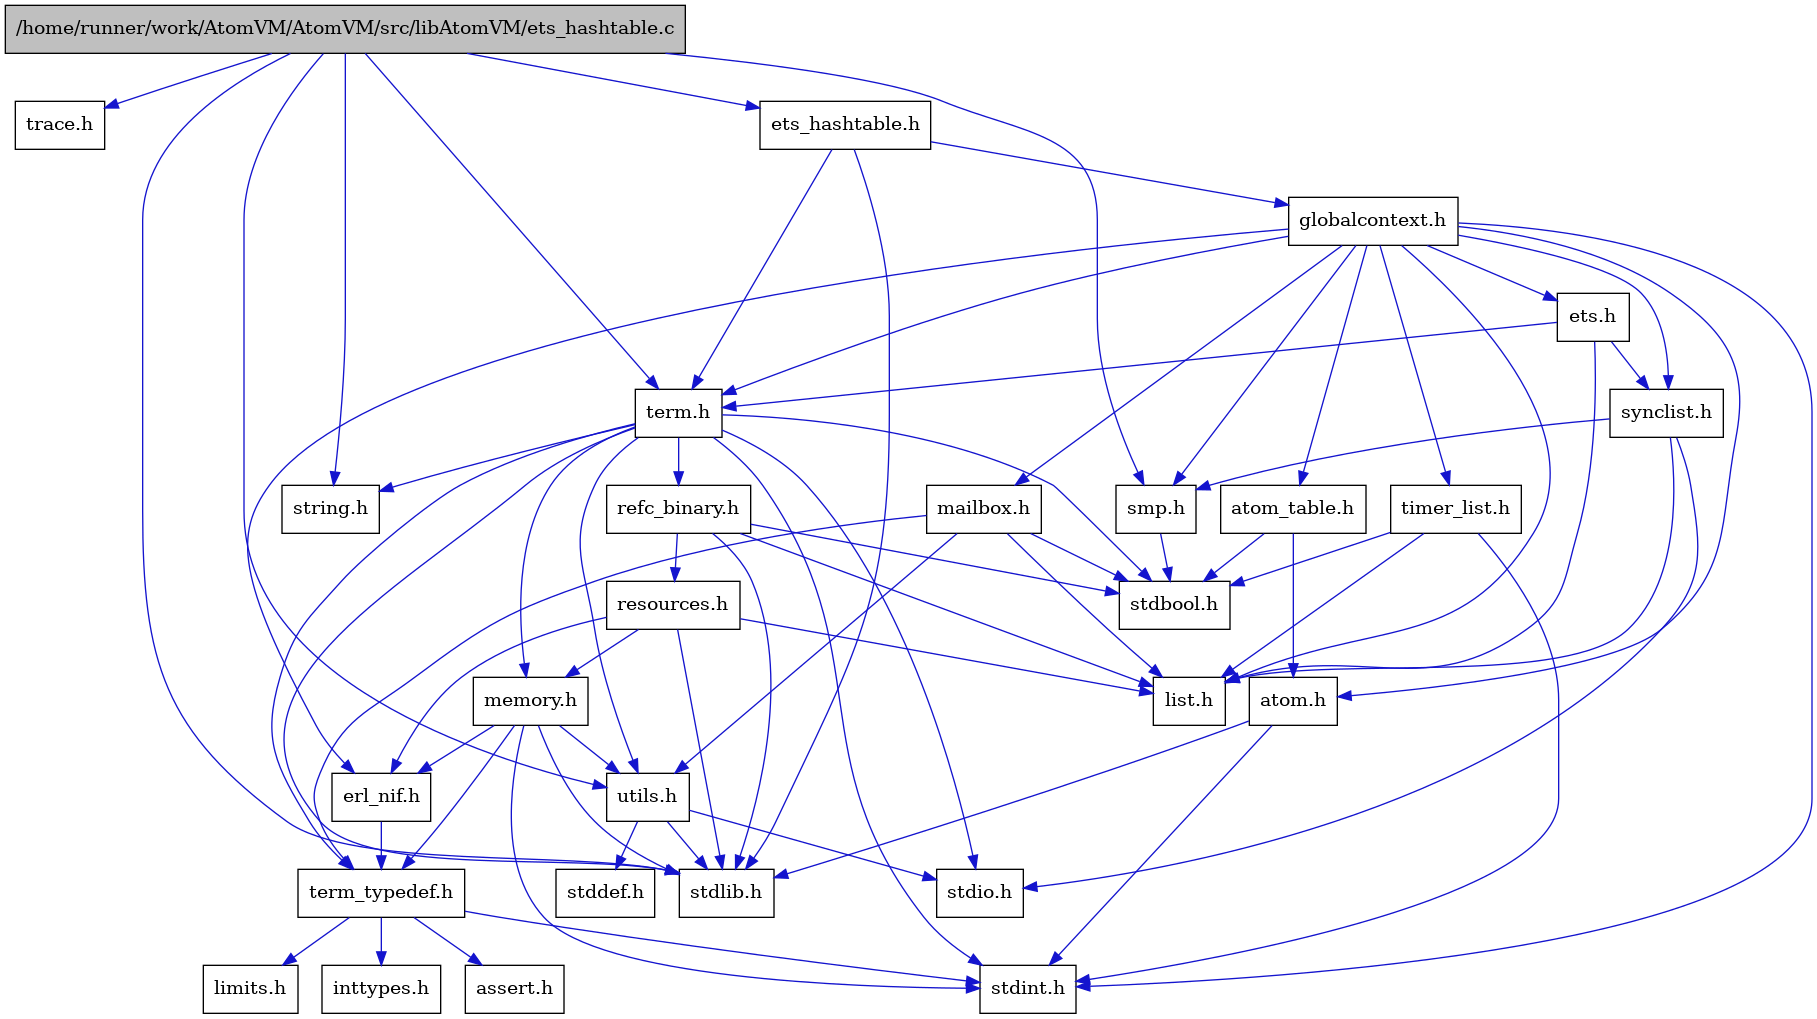 /home/runner/work/AtomVM/AtomVM/src/libAtomVM/ets_hashtable.c
trace.h
ets_hashtable.h
globalcontext.h
ets.h
term.h
synclist.h
string.h
refc_binary.h
mailbox.h
smp.h
atom_table.h
timer_list.h
resources.h
stdbool.h
memory.h
list.h
atom.h
erl_nif.h
utils.h
term_typedef.h
stddef.h
stdlib.h
stdio.h
limits.h
inttypes.h
assert.h
stdint.h